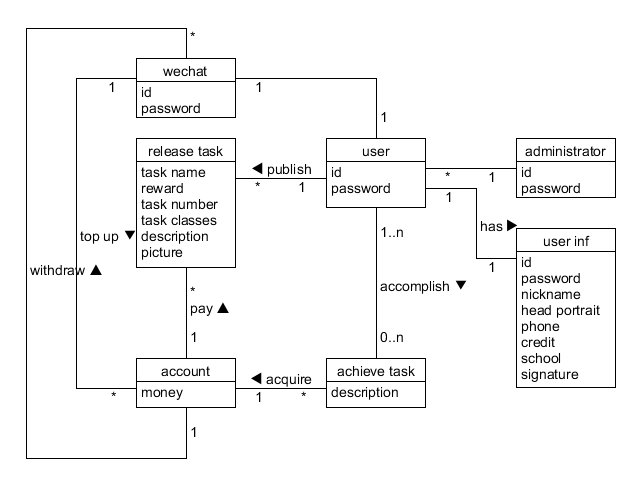 *
wechat
1
1
id
password
1
release task
user
administrator
task name
reward
task number
task classes
description
picture
◀ publish
*
1
id
password
*
1
id
password
1
has ▶
1
user inf
id
password
nickname
head portrait
phone
credit
school
signature
top up ▼
withdraw ▲
1..n
accomplish ▼
0..n
*
pay ▲
1
account
money
*
◀ acquire
1
*
achieve task
description
1